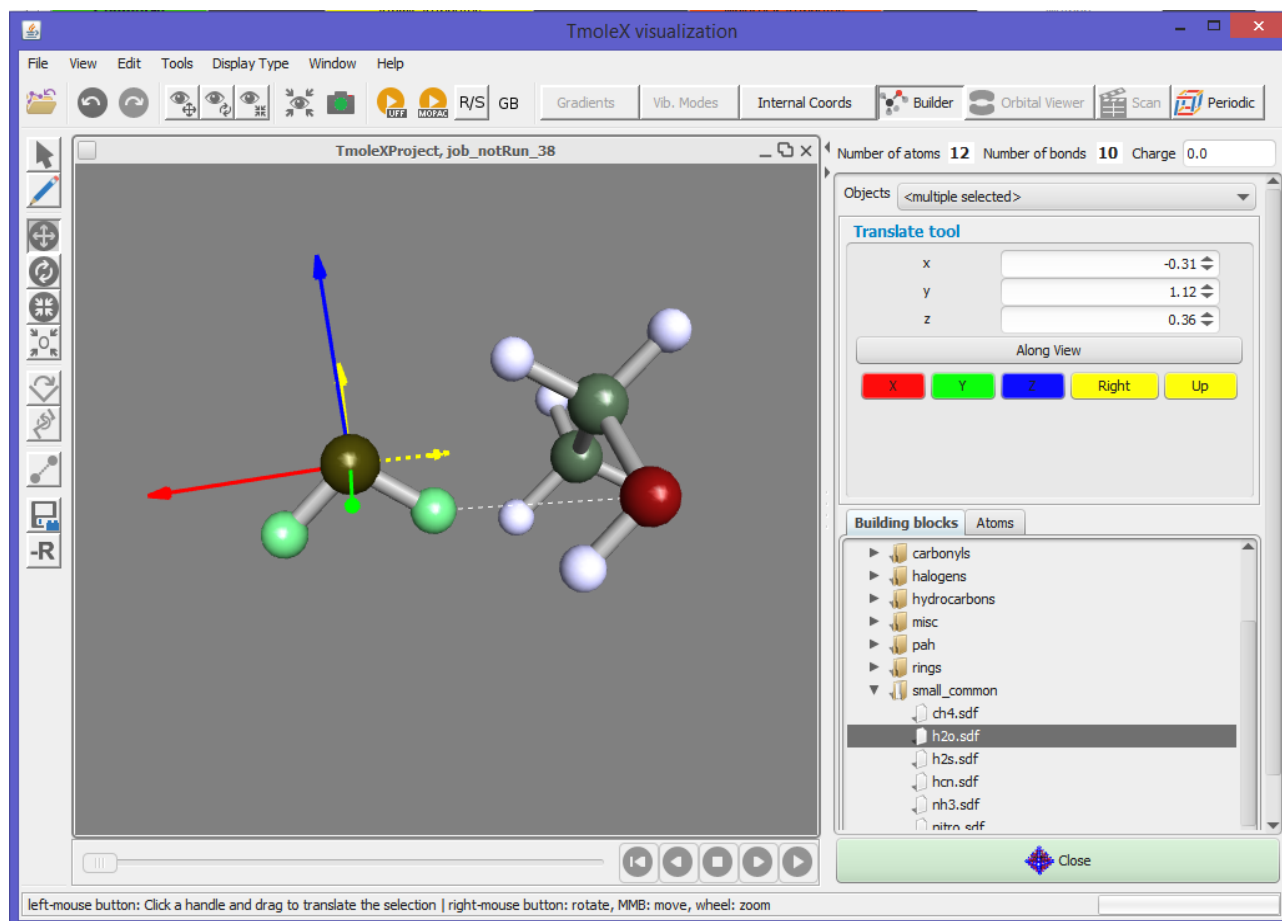 TmoleX visualization
File View Edit Tools Display Type Window Help
UFF MOPAC R/S GB Gradients Vib. Modes Internal Coords Builder Orbital Viewer Scan Periodic
TmoleXProject, job_notRun_38
Number of atoms 12 Number of bonds 10 Charge 0.0
Objects <multiple selected>
Translate tool
x -0.31
y 1.12
z 0.36
Along View
X Y Z Right Up
Building blocks Atoms
carbonyls
halogens
hydrocarbons
misc
pah
rings
small_common
ch4.sdf
h2o.sdf
h2s.sdf
hcn.sdf
nh3.sdf
nitro.sdf
-R
Close
left-mouse button: Click a handle and drag to translate the selection | right-mouse button: rotate, MMB: move, wheel: zoom